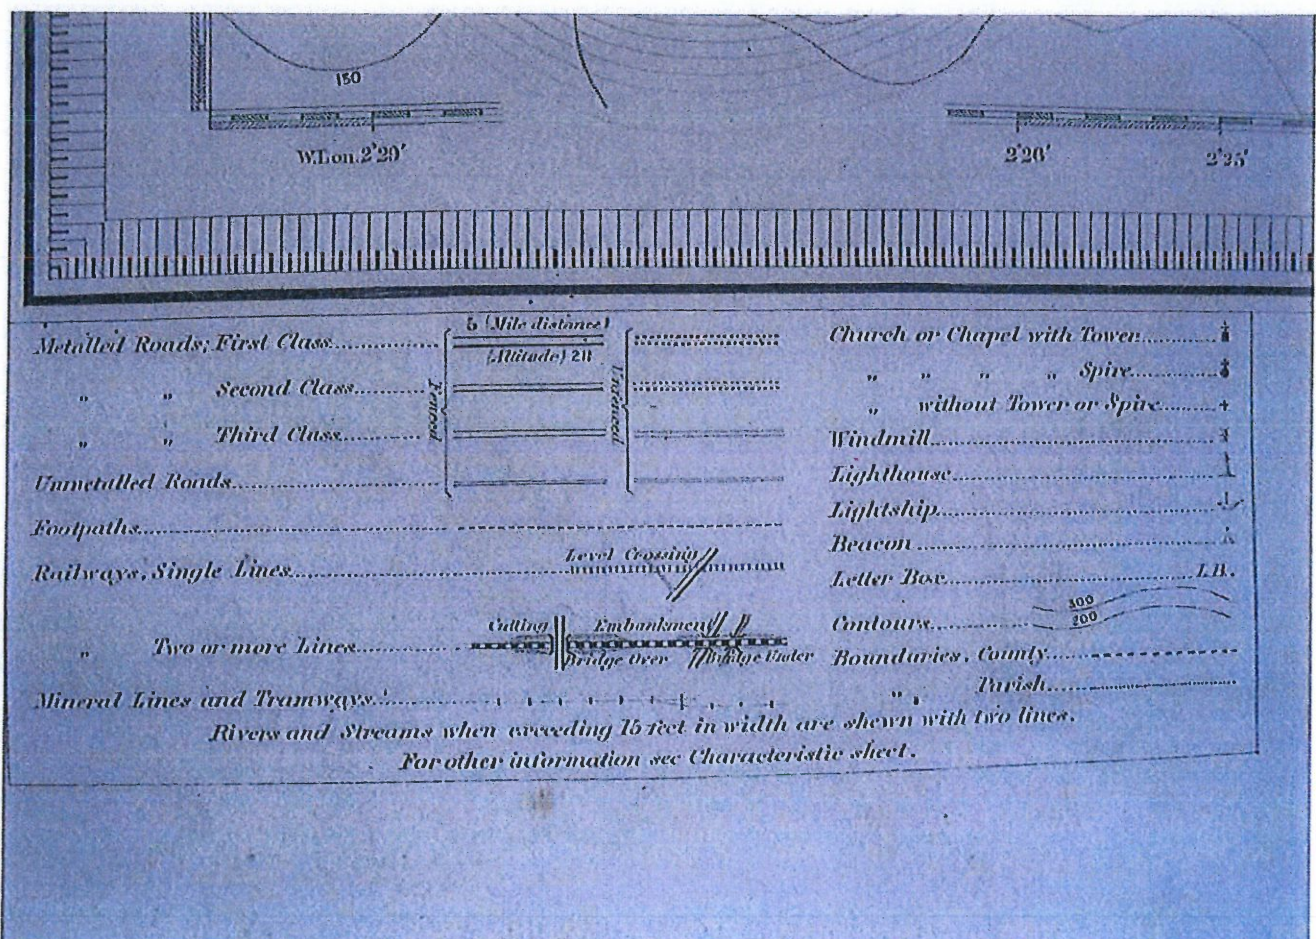 150
W.Lon. 2°29' 2°26' 2°25'
Metalled Roads; First Class
5 (Mile distance)
(Altitude) 211
„ „ Second Class
„ „ Third Class
Unmetalled Roads
Fenced
Unfenced
Footpaths
Railways, Single Lines
Level Crossing
„ Two or more Lines
Cutting Embankment
Bridge Over Bridge Under
Mineral Lines and Tramways
Church or Chapel with Tower
„ „ „ „ Spire
„ without Tower or Spire
Windmill
Lighthouse
Lightship
Beacon
Letter Box L.B.
Contours 300
200
Boundaries, County
„ „ Parish
Rivers and Streams when exceeding 15 feet in width are shewn with two lines.
For other information see Characteristic sheet.